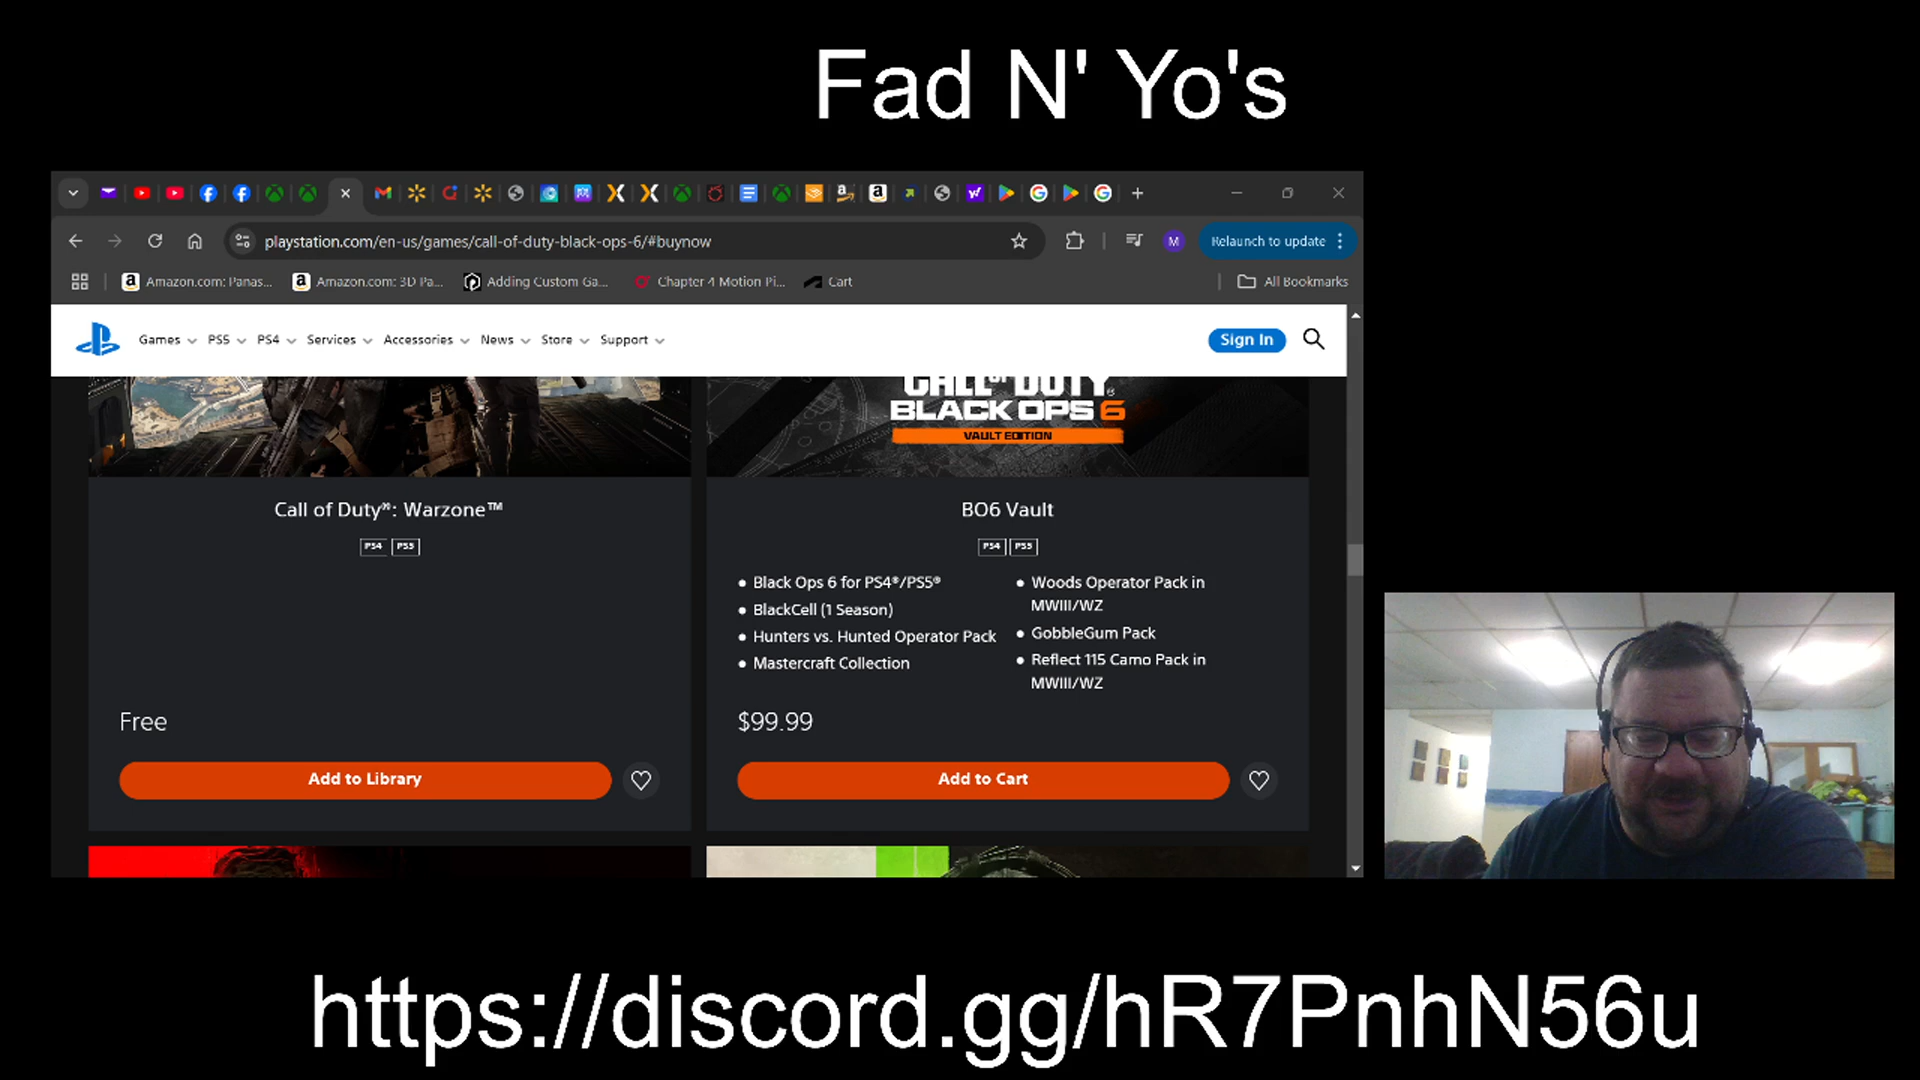 Fad N' Yo's
playstation.com/en-us/games/call-of-duty-black-ops-6/#buynow
M
Relaunch to update
Amazon.com: Panas...
Amazon.com: 3D Pa...
Adding Custom Ga...
Chapter 4 Motion Pi...
Cart
All Bookmarks
Games
PS5
PS4
Services
Accessories
News
Store
Support
Sign In
CALL OF DUTY®
BLACK OPS 6
VAULT EDITION
Call of Duty®: Warzone™
PS4 PS5
Free
Add to Library
BO6 Vault
PS4 PS5
• Black Ops 6 for PS4®/PS5®
• BlackCell (1 Season)
• Hunters vs. Hunted Operator Pack
• Mastercraft Collection
• Woods Operator Pack in
MWIII/WZ
• GobbleGum Pack
• Reflect 115 Camo Pack in
MWIII/WZ
$99.99
Add to Cart
https://discord.gg/hR7PnhN56u